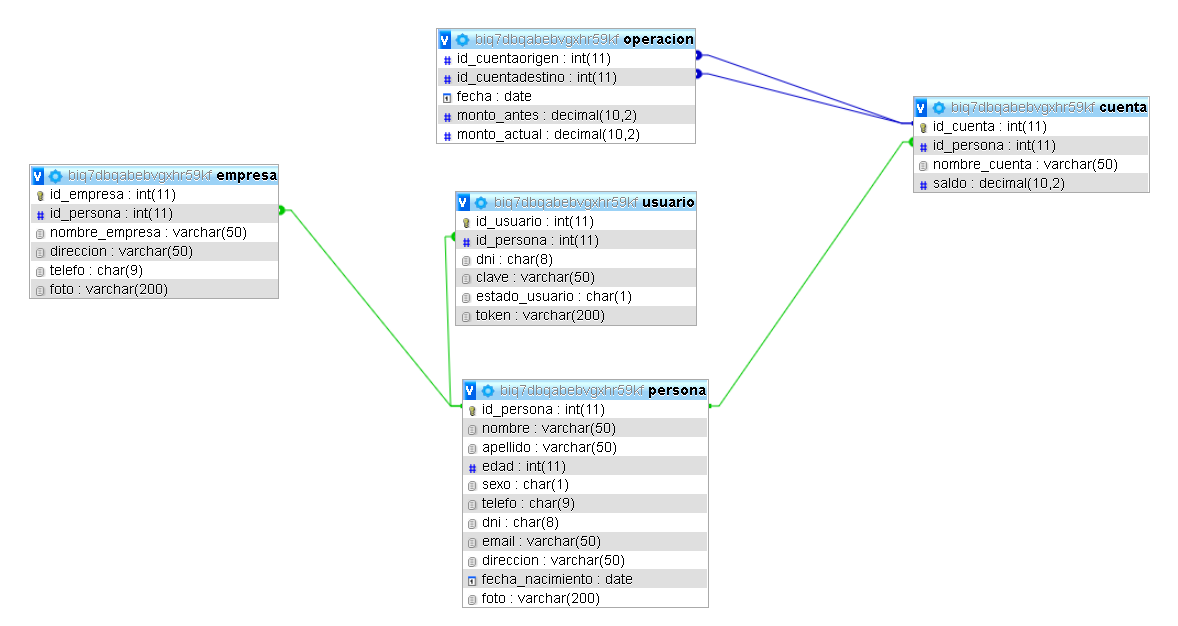 V biq7dbgabebvgxhr59kf operacion
# id_cuentaorigen : int(11)
# id_cuentadestino : int(11)
fecha : date
# monto_antes : decimal(10,2)
# monto_actual : decimal(10,2)
V biq7dbgabebvgxhr59kf cuenta
id_cuenta : int(11)
# id_persona : int(11)
nombre_cuenta : varchar(50)
# saldo : decimal(10,2)
V biq7dbgabebvgxhr59kf empresa
id_empresa : int(11)
# id_persona : int(11)
nombre_empresa : varchar(50)
direccion : varchar(50)
telefo : char(9)
foto : varchar(200)
V biq7dbgabebvgxhr59kf usuario
id_usuario : int(11)
# id_persona : int(11)
dni : char(8)
clave : varchar(50)
estado_usuario : char(1)
token : varchar(200)
V biq7dbgabebvgxhr59kf persona
id_persona : int(11)
nombre : varchar(50)
apellido : varchar(50)
# edad : int(11)
sexo : char(1)
telefo : char(9)
dni : char(8)
email : varchar(50)
direccion : varchar(50)
fecha_nacimiento : date
foto : varchar(200)